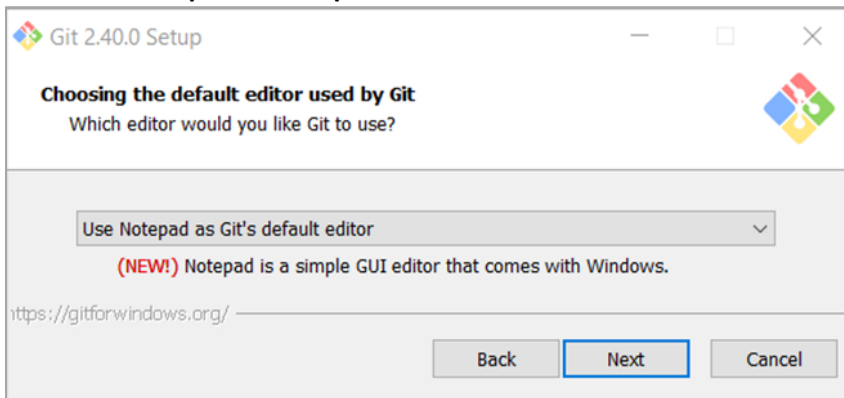 Git 2.40.0 Setup
Choosing the default editor used by Git
Which editor would you like Git to use?
Use Notepad as Git's default editor
(NEW!) Notepad is a simple GUI editor that comes with Windows.
https://gitforwindows.org/
Back Next Cancel